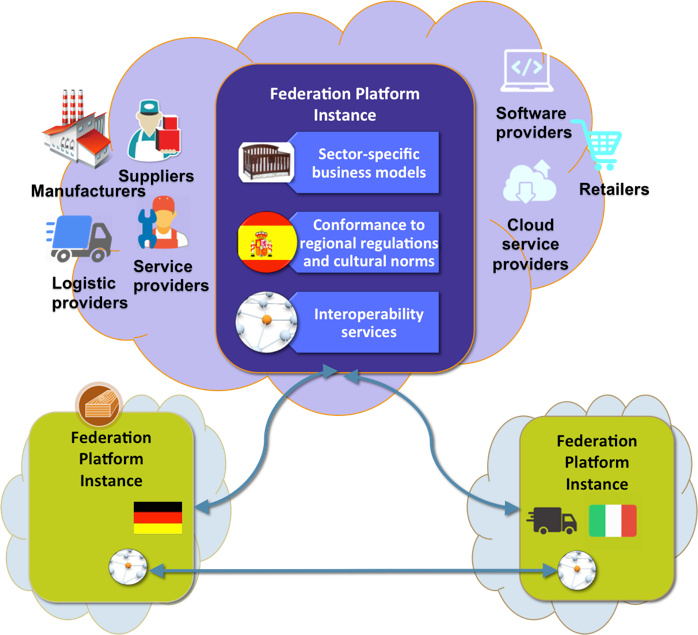 Federation Platform
Instance
Sector-specific
business models
Conformance to
regional regulations
and cultural norms
Interoperability
services
Manufacturers
Suppliers
Logistic
providers
Service
providers
</>
Software
providers
Retailers
Cloud
service
providers
Federation
Platform
Instance
Federation
Platform
Instance